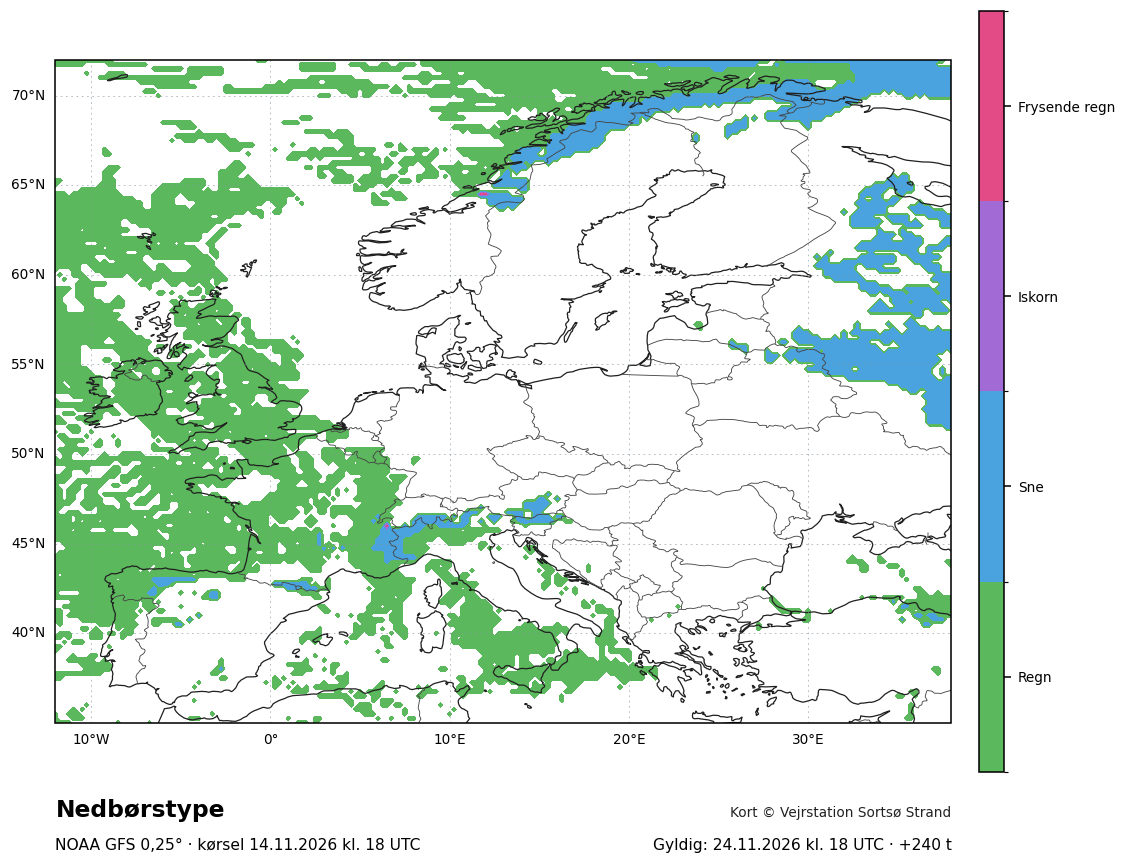 Frysende regn
70°N
65°N
Iskorn
60°N
55°N
Sne
50°N
45°N
40°N
Regn
10°W
0°
10°E
20°E
30°E
Nedbørstype
Kort © Vejrstation Sortsø Strand
NOAA GFS 0,25° · kørsel 14.11.2026 kl. 18 UTC
Gyldig: 24.11.2026 kl. 18 UTC · +240 t